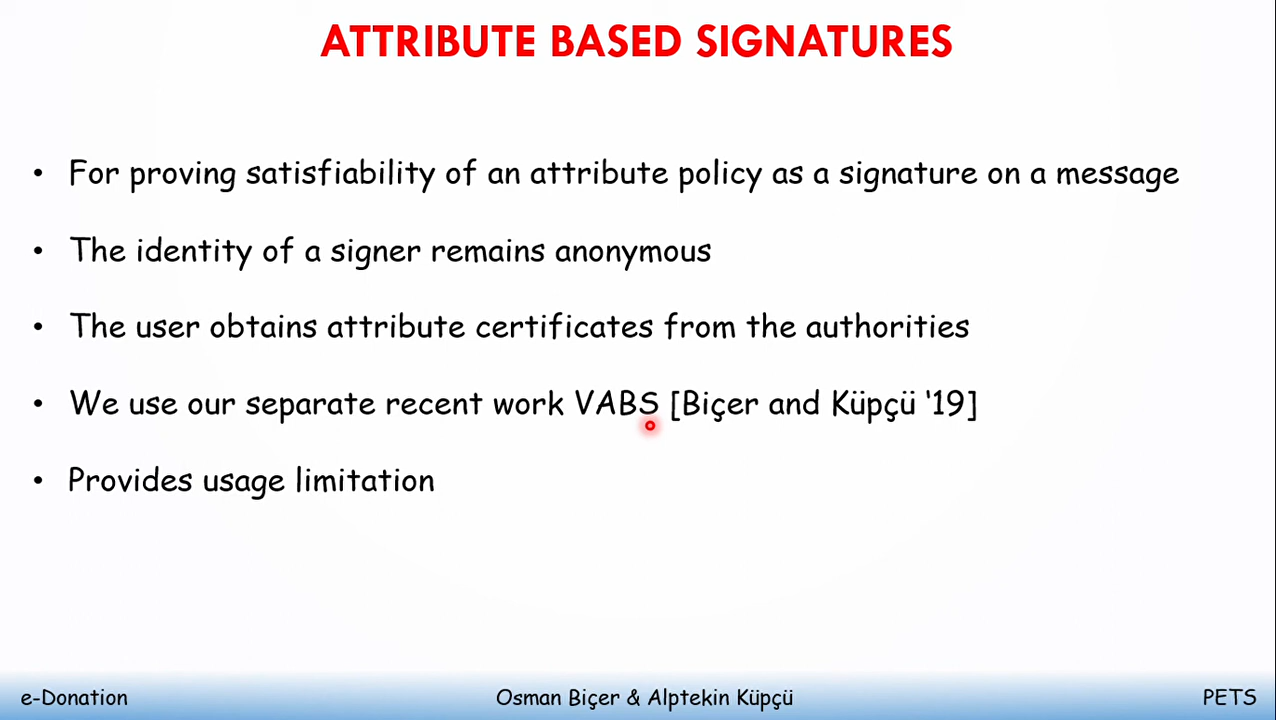 ATTRIBUTE BASED SIGNATURES
• For proving satisfiability of an attribute policy as a signature on a message
• The identity of a signer remains anonymous
• The user obtains attribute certificates from the authorities
• We use our separate recent work VABS [Biçer and Küpçü '19]
• Provides usage limitation
e-Donation Osman Biçer & Alptekin Küpçü PETS